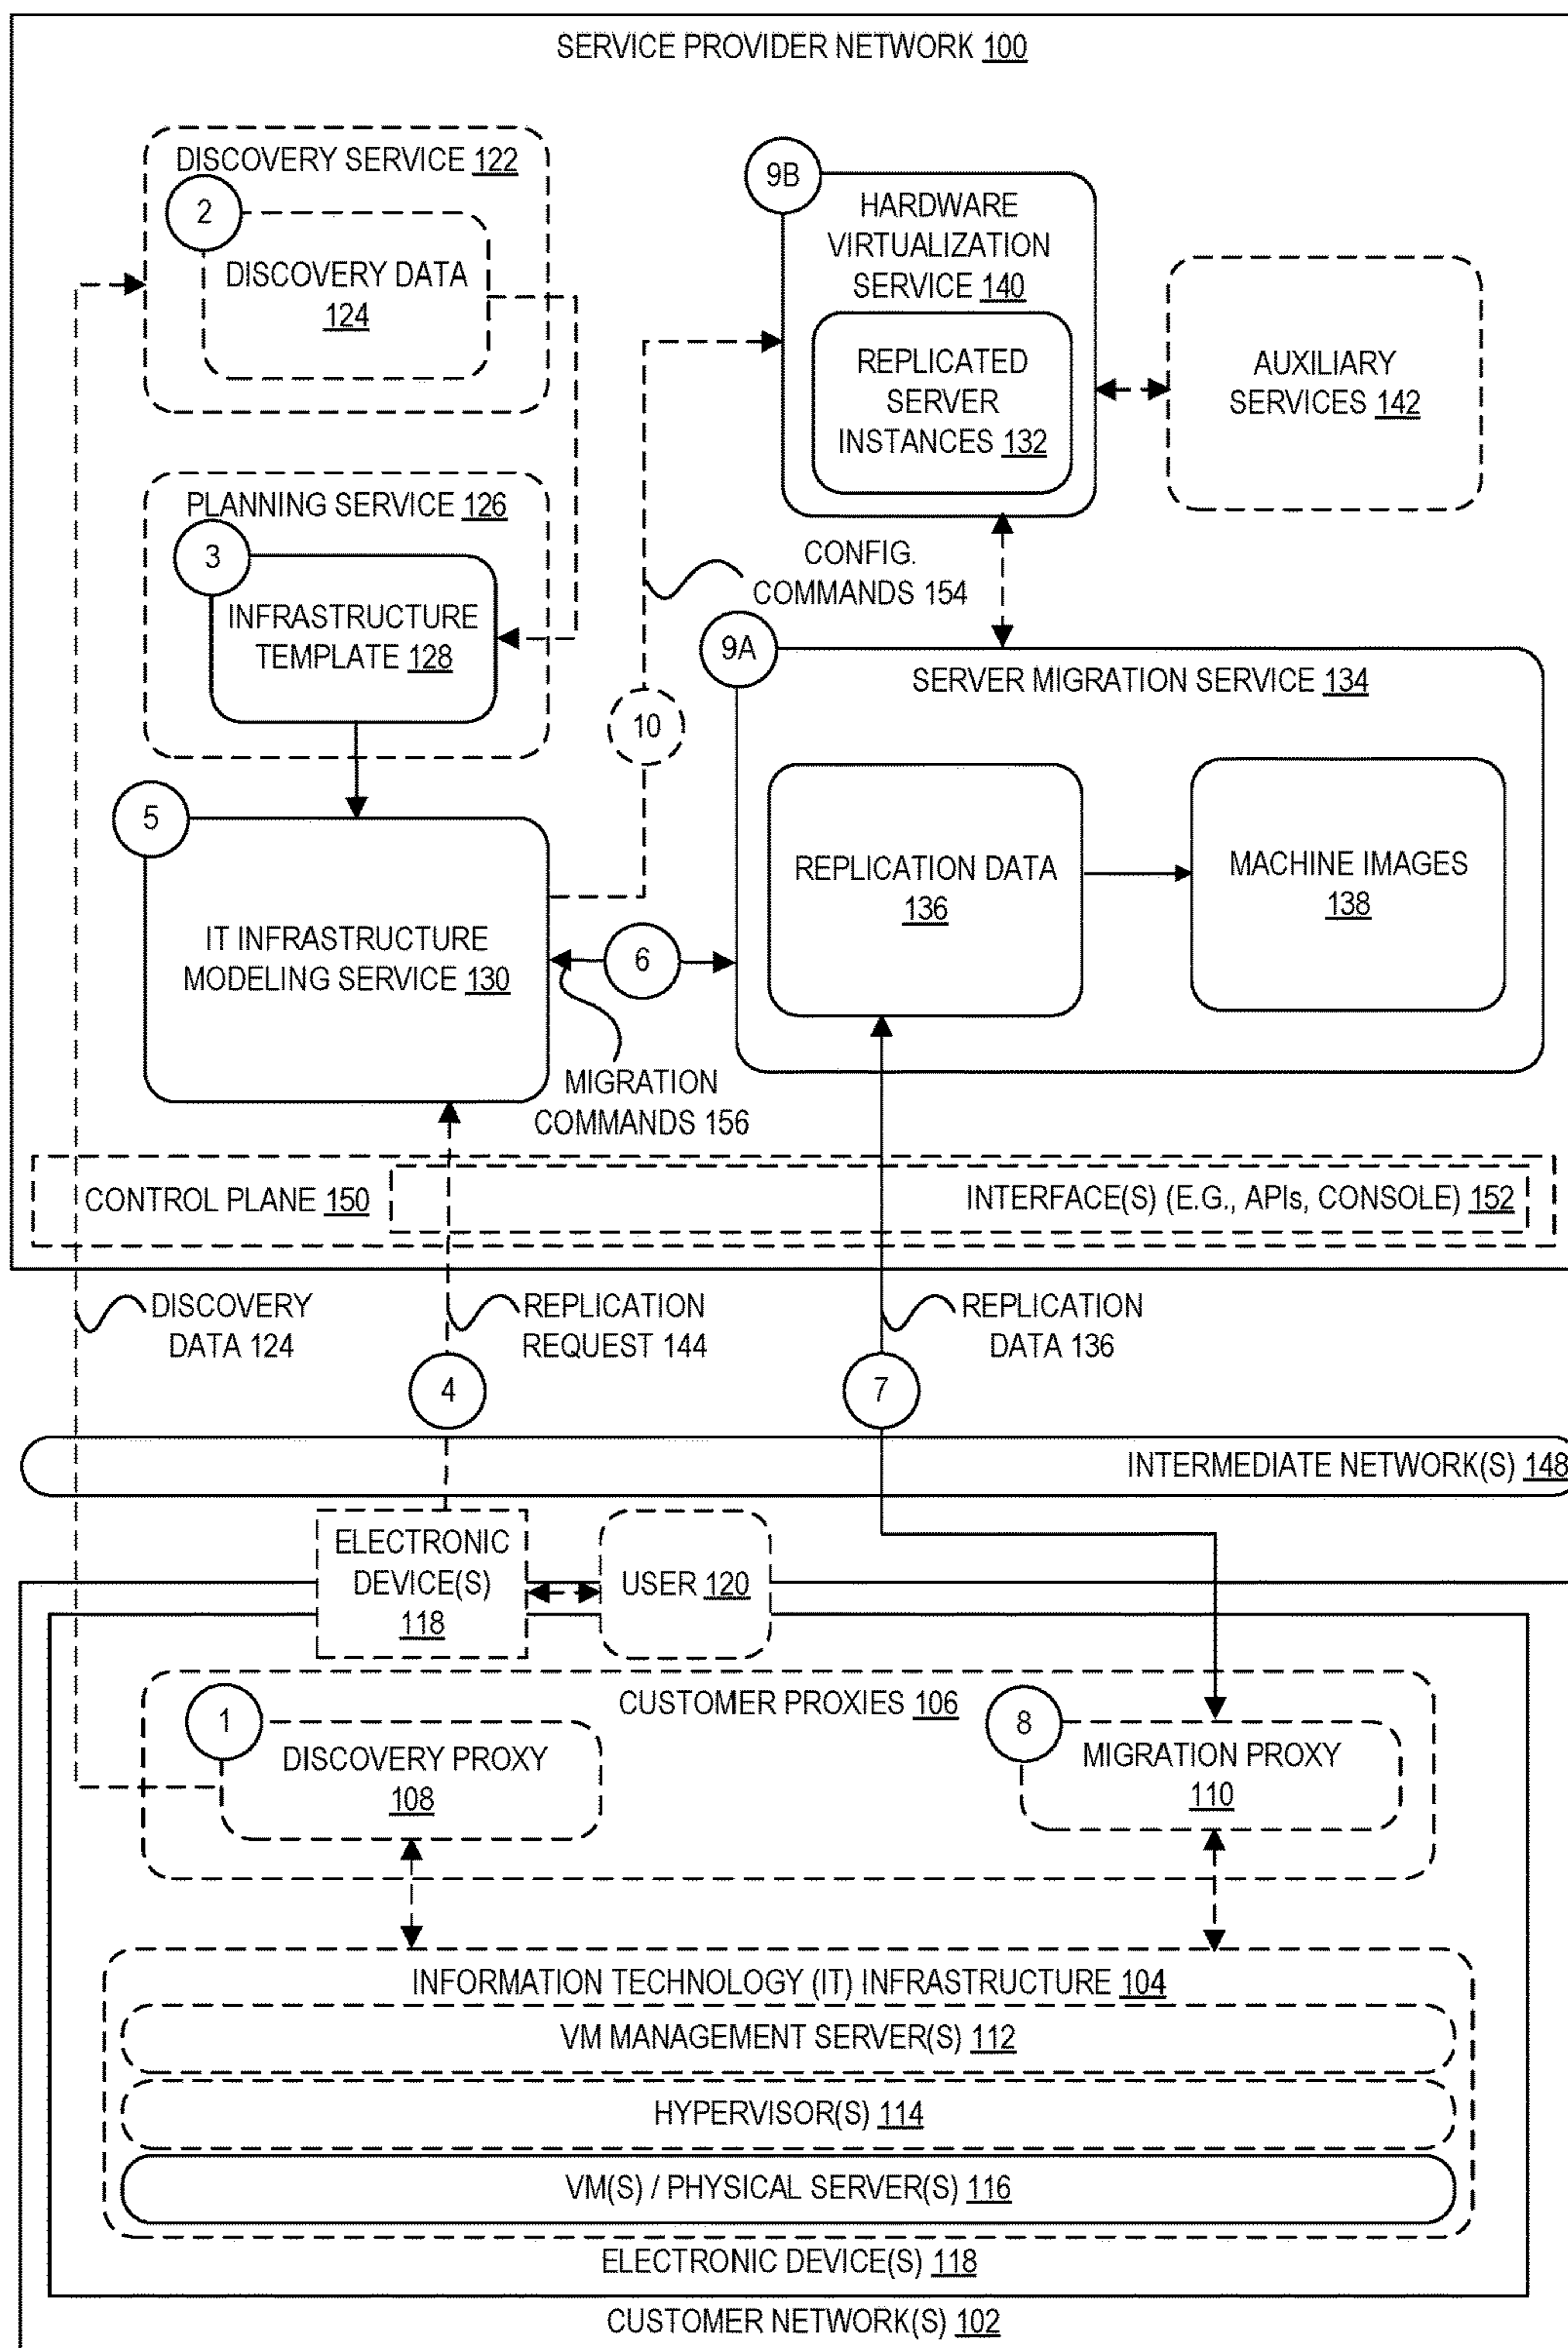 SERVICE PROVIDER NETWORK 100
DISCOVERY SERVICE 122
2
DISCOVERY DATA
124
9B
HARDWARE
VIRTUALIZATION
SERVICE 140
REPLICATED
SERVER
INSTANCES 132
AUXILIARY
SERVICES 142
PLANNING SERVICE 126
3
INFRASTRUCTURE
TEMPLATE 128
CONFIG.
COMMANDS 154
9A
SERVER MIGRATION SERVICE 134
10
5
IT INFRASTRUCTURE
MODELING SERVICE 130
REPLICATION DATA
136
MACHINE IMAGES
138
6
MIGRATION
COMMANDS 156
CONTROL PLANE 150
INTERFACE(S) (E.G., APIs, CONSOLE) 152
DISCOVERY
DATA 124
REPLICATION
REQUEST 144
REPLICATION
DATA 136
4
7
INTERMEDIATE NETWORK(S) 148
ELECTRONIC
DEVICE(S)
118
USER 120
CUSTOMER PROXIES 106
1
DISCOVERY PROXY
108
8
MIGRATION PROXY
110
INFORMATION TECHNOLOGY (IT) INFRASTRUCTURE 104
VM MANAGEMENT SERVER(S) 112
HYPERVISOR(S) 114
VM(S) / PHYSICAL SERVER(S) 116
ELECTRONIC DEVICE(S) 118
CUSTOMER NETWORK(S) 102